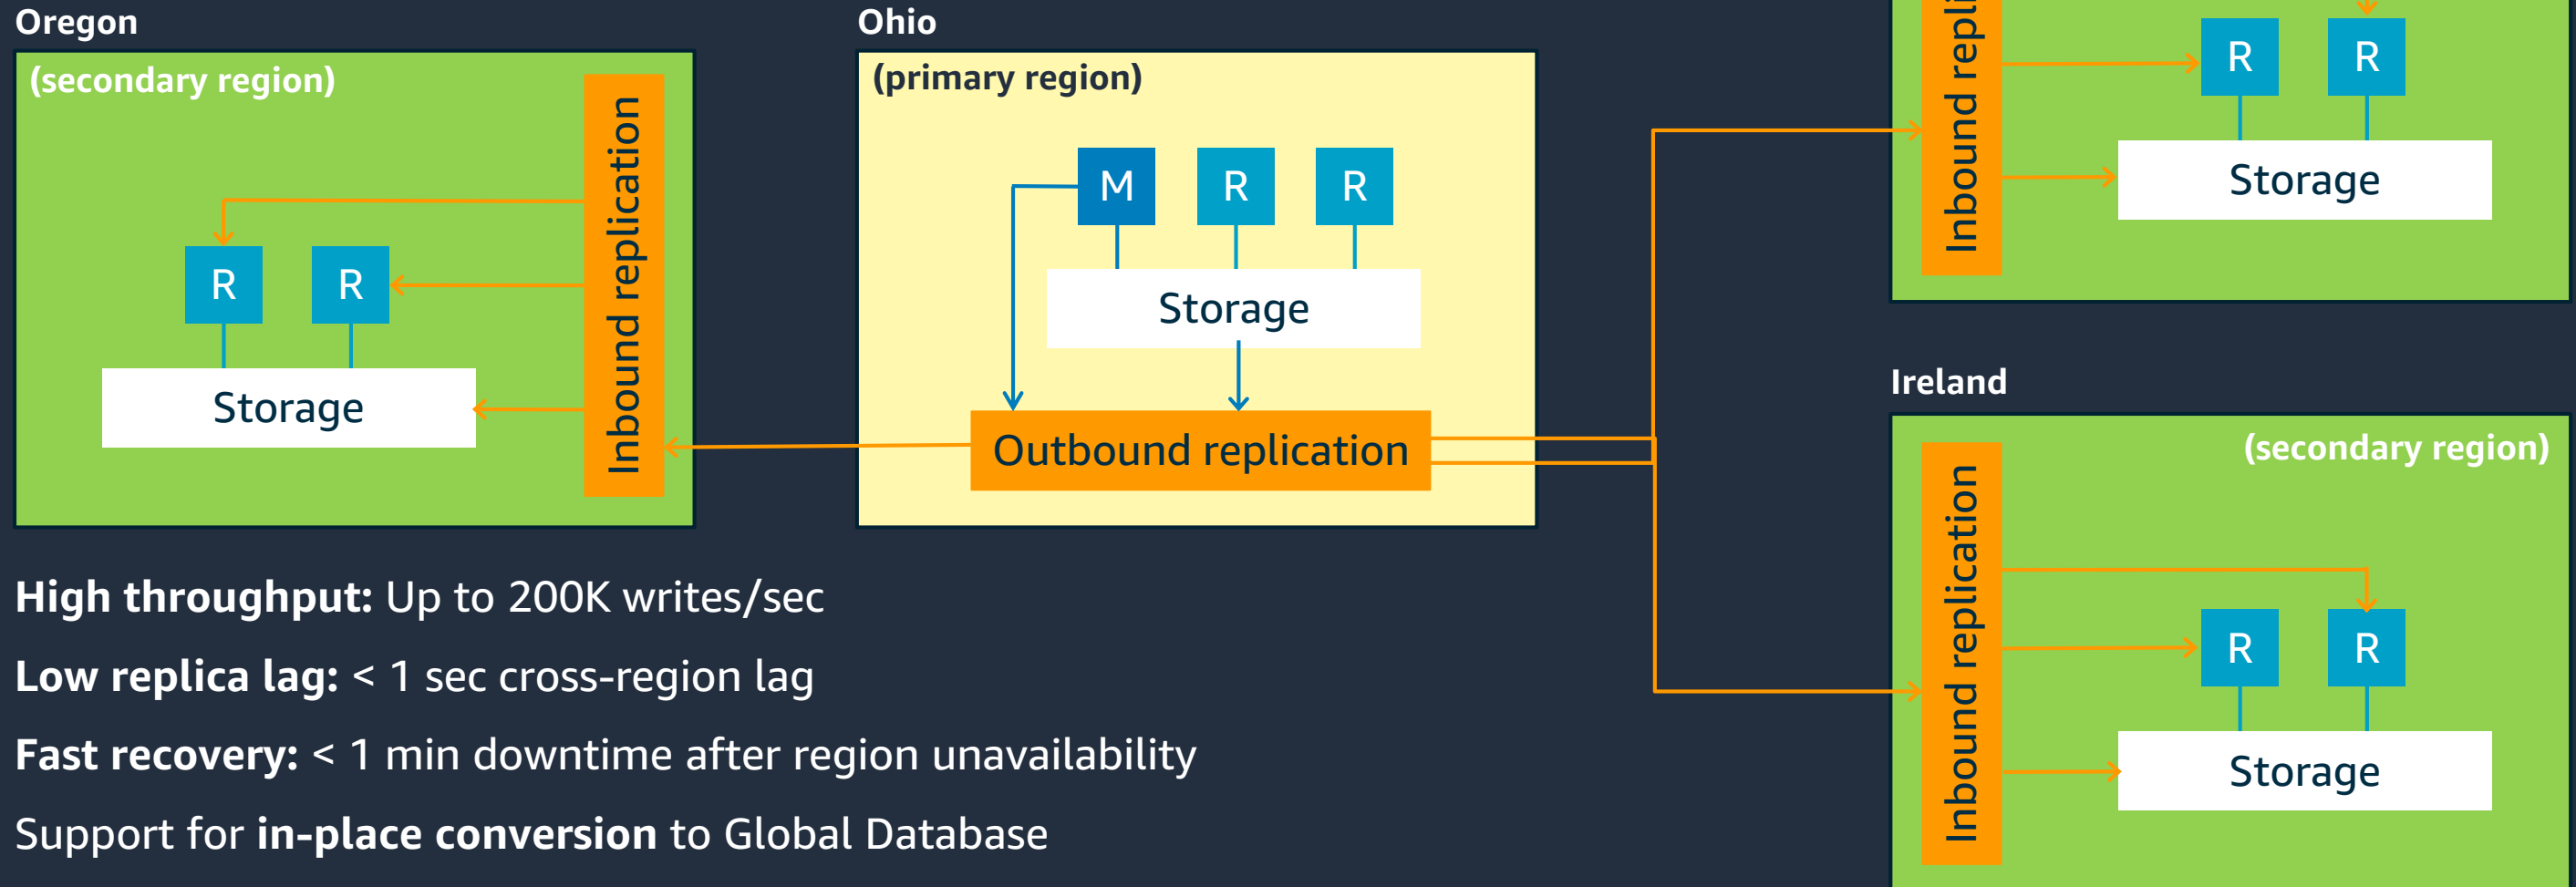 Oregon
(secondary region)
Inbound replication
R
R
Storage
Ohio
(primary region)
M
R
R
Storage
Outbound replication
Inbound
R
R
Storage
Ireland
(secondary region)
Inbound replication
R
R
Storage
High throughput: Up to 200K writes/sec
Low replica lag: < 1 sec cross-region lag
Fast recovery: < 1 min downtime after region unavailability
Support for in-place conversion to Global Database